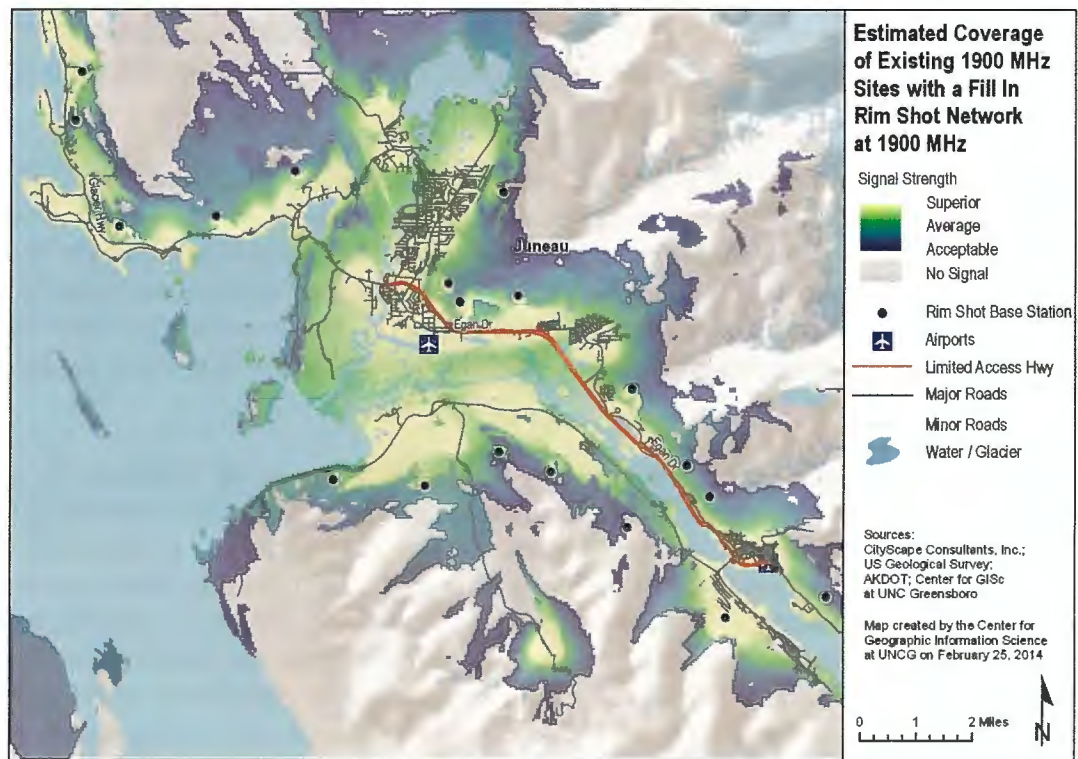 Estimated Coverage
of Existing 1900 MHz
Sites with a Fill In
Rim Shot Network
at 1900 MHz
Signal Strength
Superior
Average
Acceptable
No Signal
Rim Shot Base Station
Airports
Limited Access Hwy
Major Roads
Minor Roads
Water / Glacier
Sources:
CityScape Consultants, Inc.;
US Geological Survey;
AKDOT; Center for GISc
at UNC Greensboro
Map created by the Center for
Geographic Information Science
at UNCG on February 25, 2014
0 1 2 Miles
N
Glacier Hwy
Juneau
Egan Dr
Egan Dr